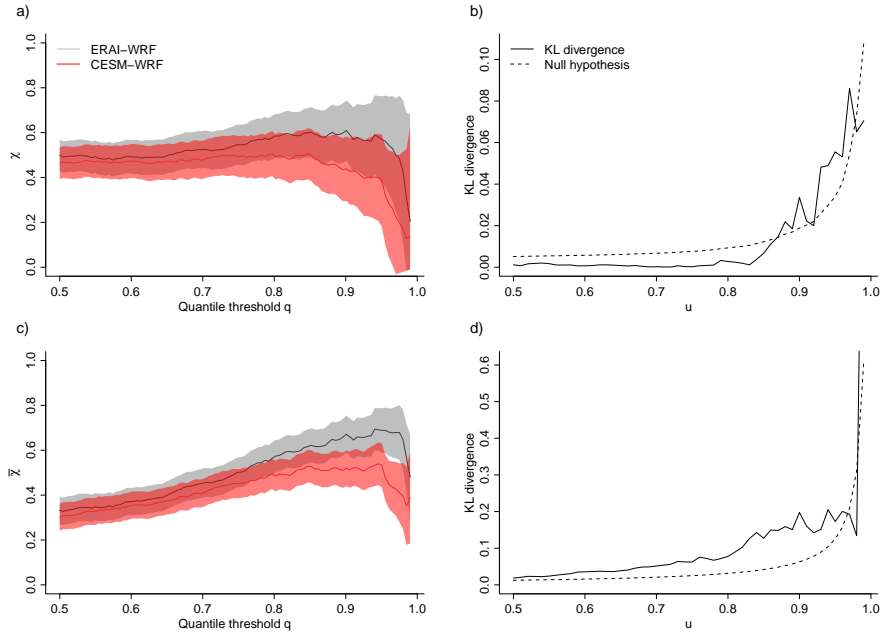 a)
1.0
0.8
0.6
0.4
0.2
0.0
χ
ERAI−WRF
CESM−WRF
0.5 0.6 0.7 0.8 0.9 1.0
Quantile threshold q
b)
0.10
0.08
0.06
0.04
0.02
0.00
KL divergence
KL divergence
Null hypothesis
0.5 0.6 0.7 0.8 0.9 1.0
u
c)
1.0
0.8
0.6
0.4
0.2
0.0
χ̅
0.5 0.6 0.7 0.8 0.9 1.0
Quantile threshold q
d)
0.6
0.5
0.4
0.3
0.2
0.1
0.00
KL divergence
0.5 0.6 0.7 0.8 0.9 1.0
u